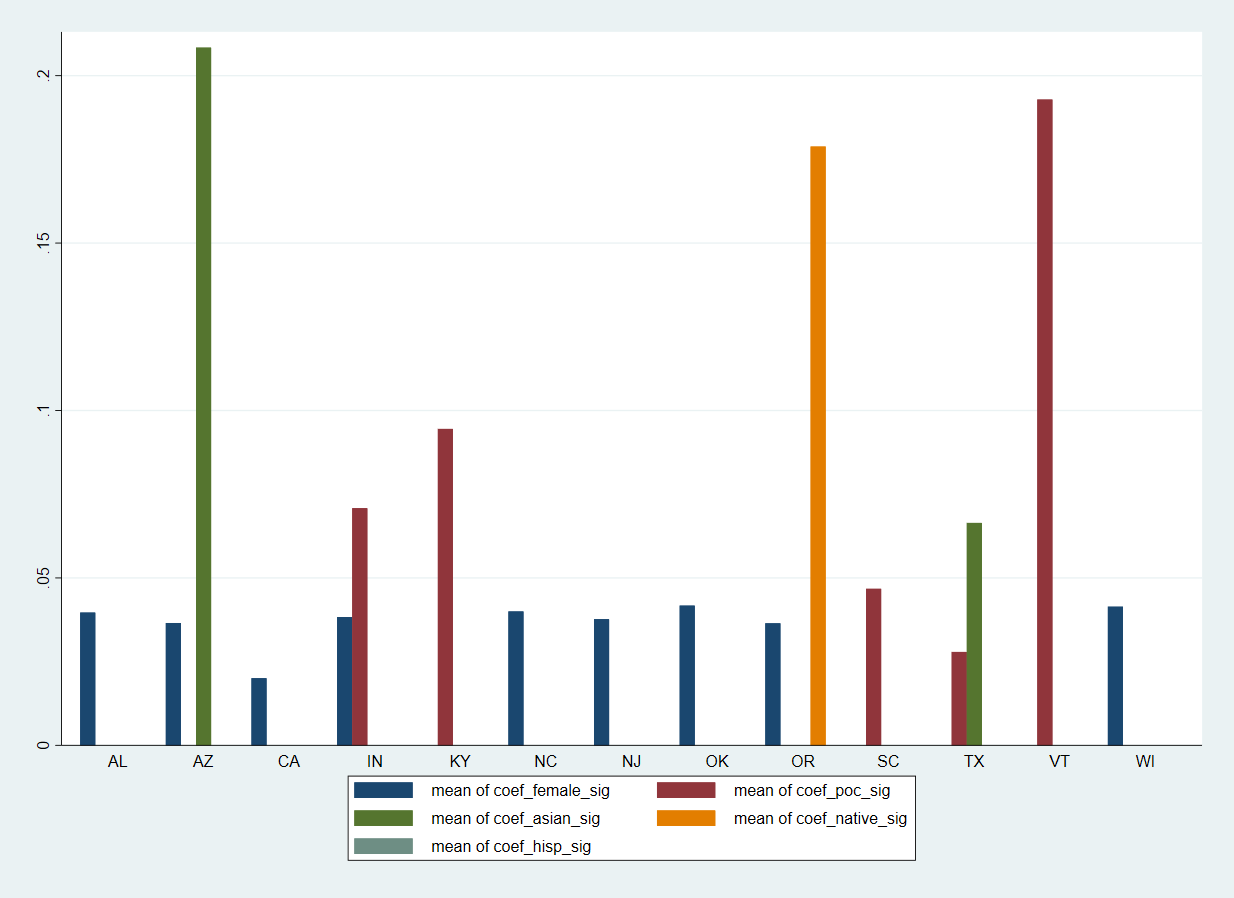 .2
.15
.1
.05
0
AL AZ CA IN KY NC NJ OK OR SC TX VT WI
mean of coef_female_sig mean of coef_poc_sig
mean of coef_asian_sig mean of coef_native_sig
mean of coef_hisp_sig